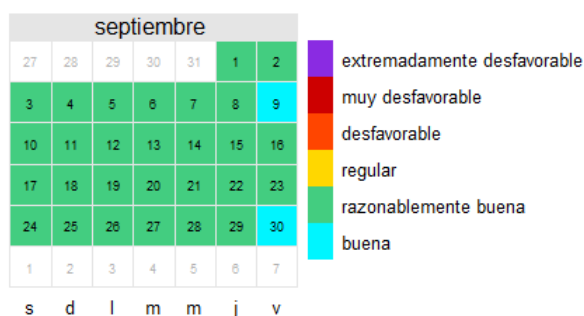 septiembre
27 28 29 30 31 1 2
3 4 5 6 7 8 9
10 11 12 13 14 15 16
17 18 19 20 21 22 23
24 25 26 27 28 29 30
1 2 3 4 5 6 7
s d l m m j v
extremadamente desfavorable
muy desfavorable
desfavorable
regular
razonablemente buena
buena